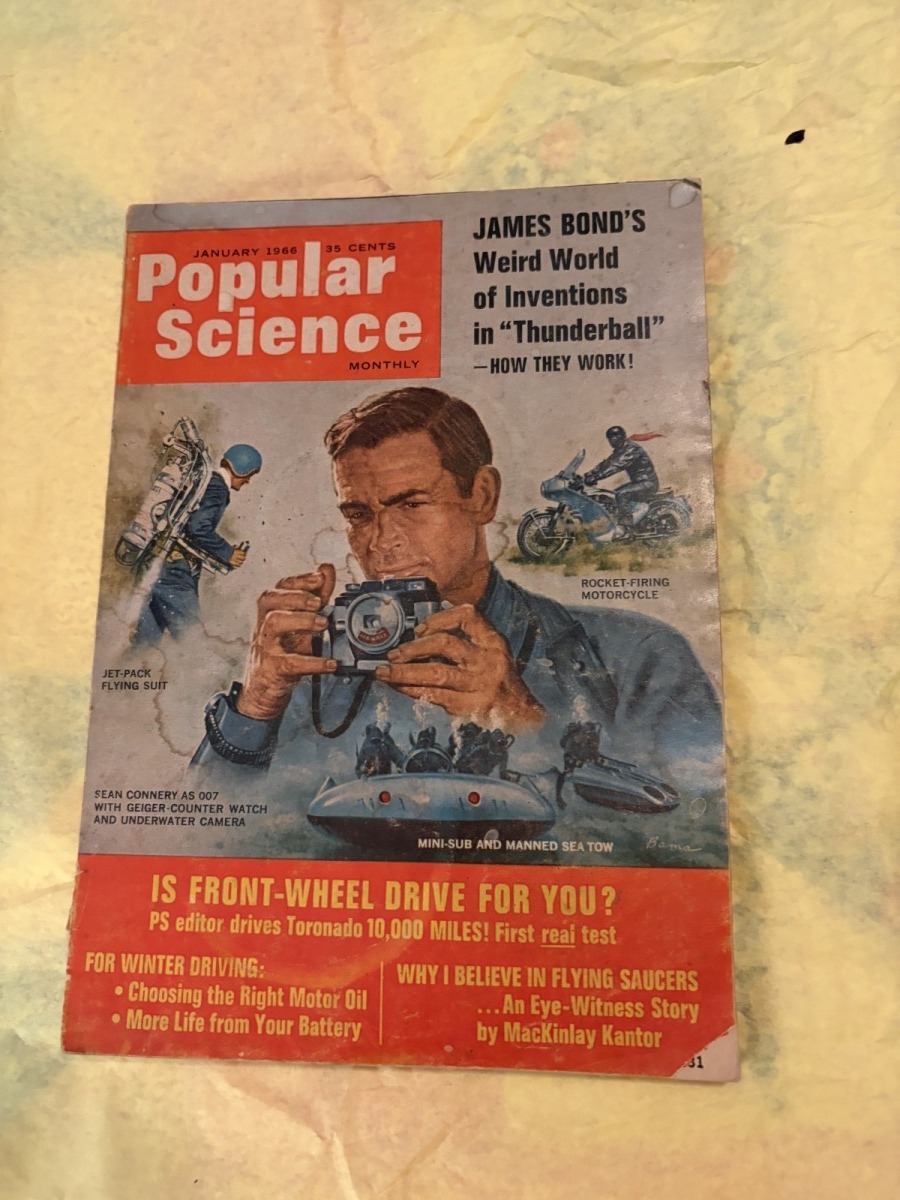 JANUARY 1966 35 CENTS
Popular
Science
MONTHLY
JAMES BOND'S
Weird World
of Inventions
in "Thunderball"
—HOW THEY WORK!
ROCKET-FIRING
MOTORCYCLE
JET-PACK
FLYING SUIT
SEAN CONNERY AS 007
WITH GEIGER-COUNTER WATCH
AND UNDERWATER CAMERA
MINI-SUB AND MANNED SEA TOW
Bama
IS FRONT-WHEEL DRIVE FOR YOU?
PS editor drives Toronado 10,000 MILES! First real test
FOR WINTER DRIVING:
• Choosing the Right Motor Oil
• More Life from Your Battery
WHY I BELIEVE IN FLYING SAUCERS
...An Eye-Witness Story
by MacKinlay Kantor
31